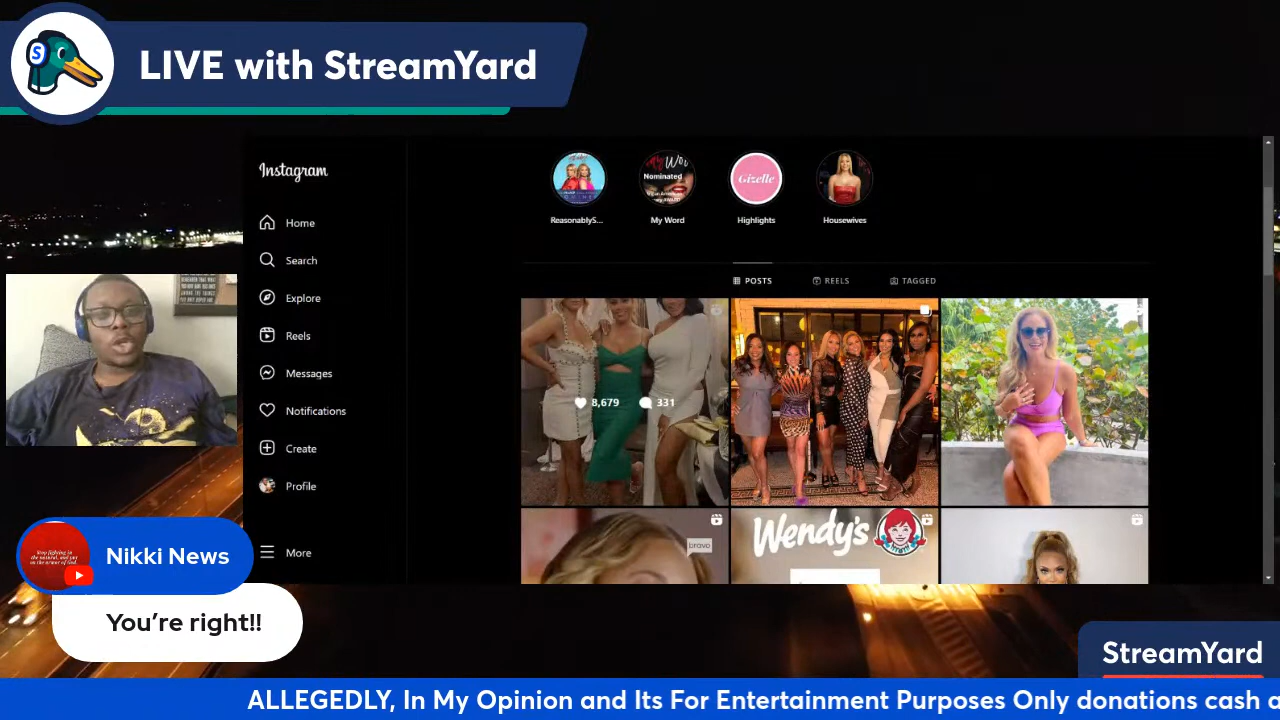 LIVE with StreamYard
Instagram
Home
Search
Explore
Reels
Messages
Notifications
Create
Profile
More
ReasonablyS...
My Word
Highlights
Housewives
Nominated
Gizelle
POSTS
REELS
TAGGED
8,679
331
bravo
Wendy's
Nikki News
You're right!!
StreamYard
ALLEGEDLY, In My Opinion and Its For Entertainment Purposes Only donations cash